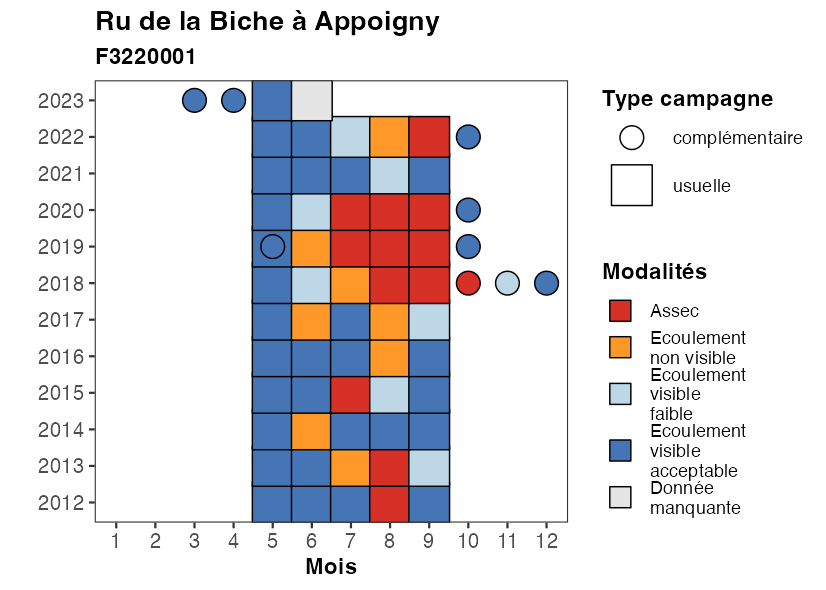 Ru de la Biche à Appoigny
F3220001
2023
2022
2021
2020
2019
2018
2017
2016
2015
2014
2013
2012
1 2 3 4 5 6 7 8 9 10 11 12
Mois
Type campagne
complémentaire
usuelle
Modalités
Assec
Ecoulement
non visible
Ecoulement
visible
faible
Ecoulement
visible
acceptable
Donnée
manquante